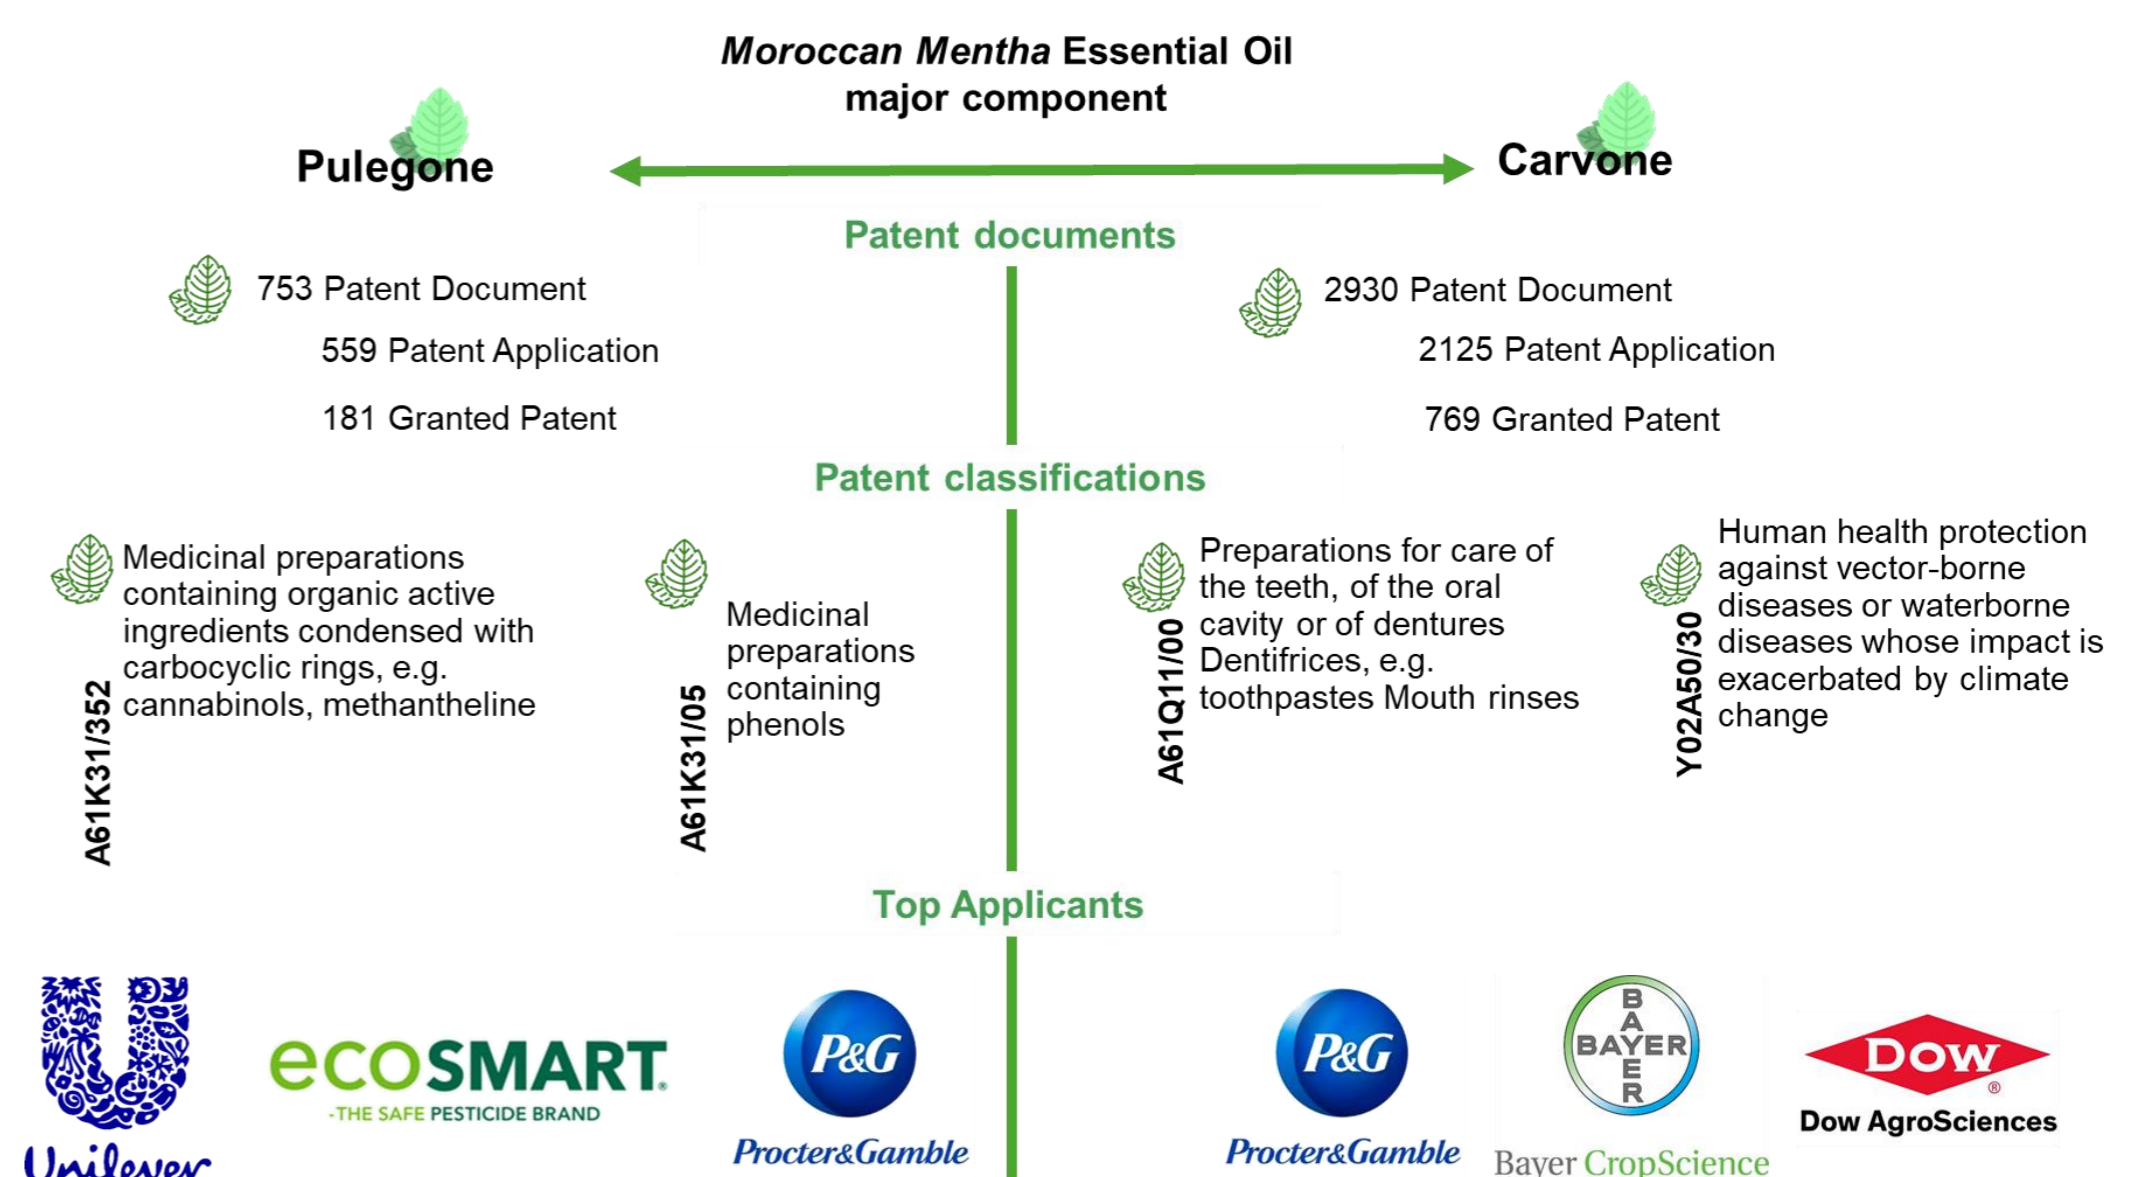 Moroccan Mentha Essential Oil
major component
Pulegone
Carvone
Patent documents
753 Patent Document
559 Patent Application
181 Granted Patent
2930 Patent Document
2125 Patent Application
769 Granted Patent
Patent classifications
A61K31/352
Medicinal preparations
containing organic active
ingredients condensed with
carbocyclic rings, e.g.
cannabinols, methantheline
A61K31/05
Medicinal
preparations
containing
phenols
A61Q11/00
Preparations for care of
the teeth, of the oral
cavity or of dentures
Dentifrices, e.g.
toothpastes Mouth rinses
Y02A50/30
Human health protection
against vector-borne
diseases or waterborne
diseases whose impact is
exacerbated by climate
change
Top Applicants
Unilever
ecoSMART®
-THE SAFE PESTICIDE BRAND
P&G
Procter&Gamble
P&G
Procter&Gamble
BAYER
BAYER
Bayer CropScience
Dow
®
Dow AgroSciences